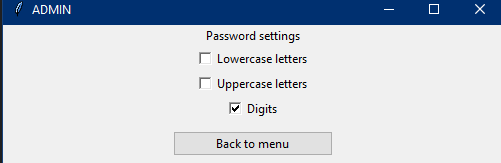 ADMIN
Password settings
Lowercase letters
Uppercase letters
Digits
Back to menu